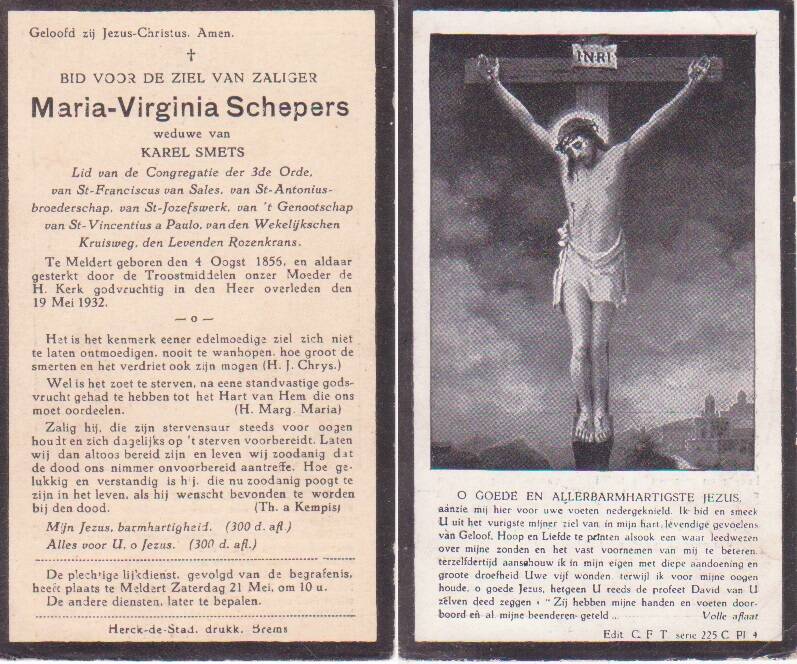 Geloofd zij Jezus-Christus. Amen.
BID VOOR DE ZIEL VAN ZALIGER
Maria-Virginia Schepers
weduwe van
KAREL SMETS
Lid van de Congregatie der 3de Orde,
van St-Franciscus van Sales, van St-Antonius-
broederschap, van St-Jozefswerk, van 't Genootschap
van St-Vincentius a Paulo, van den Wekelijkschen
Kruisweg, den Levenden Rozenkrans.
Te Meldert geboren den 4 Oogst 1856, en aldaar
gesterkt door de Troostmiddelen onzer Moeder de
H. Kerk godvruchtig in den Heer overleden den
19 Mei 1932.
— o —
Het is het kenmerk eener edelmoedige ziel zich niet
te laten ontmoedigen, nooit te wanhopen, hoe groot de
smerten en het verdriet ook zijn mogen (H. J. Chrys.)
Wel is het zoet te sterven, na eene standvastige gods-
vrucht gehad te hebben tot het Hart van Hem die ons
moet oordeelen. (H. Marg. Maria)
Zalig hij, die zijn stervensuur steeds voor oogen
houdt en zich dagelijks op 't sterven voorbereidt. Laten
wij dan altoos bereid zijn en leven wij zoodanig dat
de dood ons nimmer onvoorbereid aantreffe. Hoe ge-
lukkig en verstandig is hij, die nu zoodanig poogt te
zijn in het leven, als hij wenscht bevonden te worden
bij den dood. (Th. a Kempis)
Mijn Jezus, barmhartigheid. (300 d. afl.)
Alles voor U, o Jezus. (300 d. afl.)
De plechtige lijkdienst, gevolgd van de begrafenis,
heeft plaats te Meldert Zaterdag 21 Mei, om 10 u.
De andere diensten, later te bepalen.
Herck-de-Stad, drukk. Brems
INRI
O GOEDE EN ALLERBARMHARTIGSTE JEZUS,
aanzie mij hier voor uwe voeten nedergeknield. Ik bid en smeek
U uit het vurigste mijner ziel van in mijn hart, levendige gevoelens
van Geloof, Hoop en Liefde te printen alsook een waar leedwezen
over mijne zonden en het vast voornemen van mij te beteren,
terzelfdertijd aanschouw ik in mijn eigen met diepe aandoening en
groote droefheid Uwe vijf wonden, terwijl ik voor mijne oogen
houde, o goede Jezus, hetgeen U reeds de profeet David van U
zelven deed zeggen « "Zij hebben mijne handen en voeten door-
boord en al mijne beenderen geteld ... Volle aflaat
Edit. C. F. T. serie 225 C. Pl 4